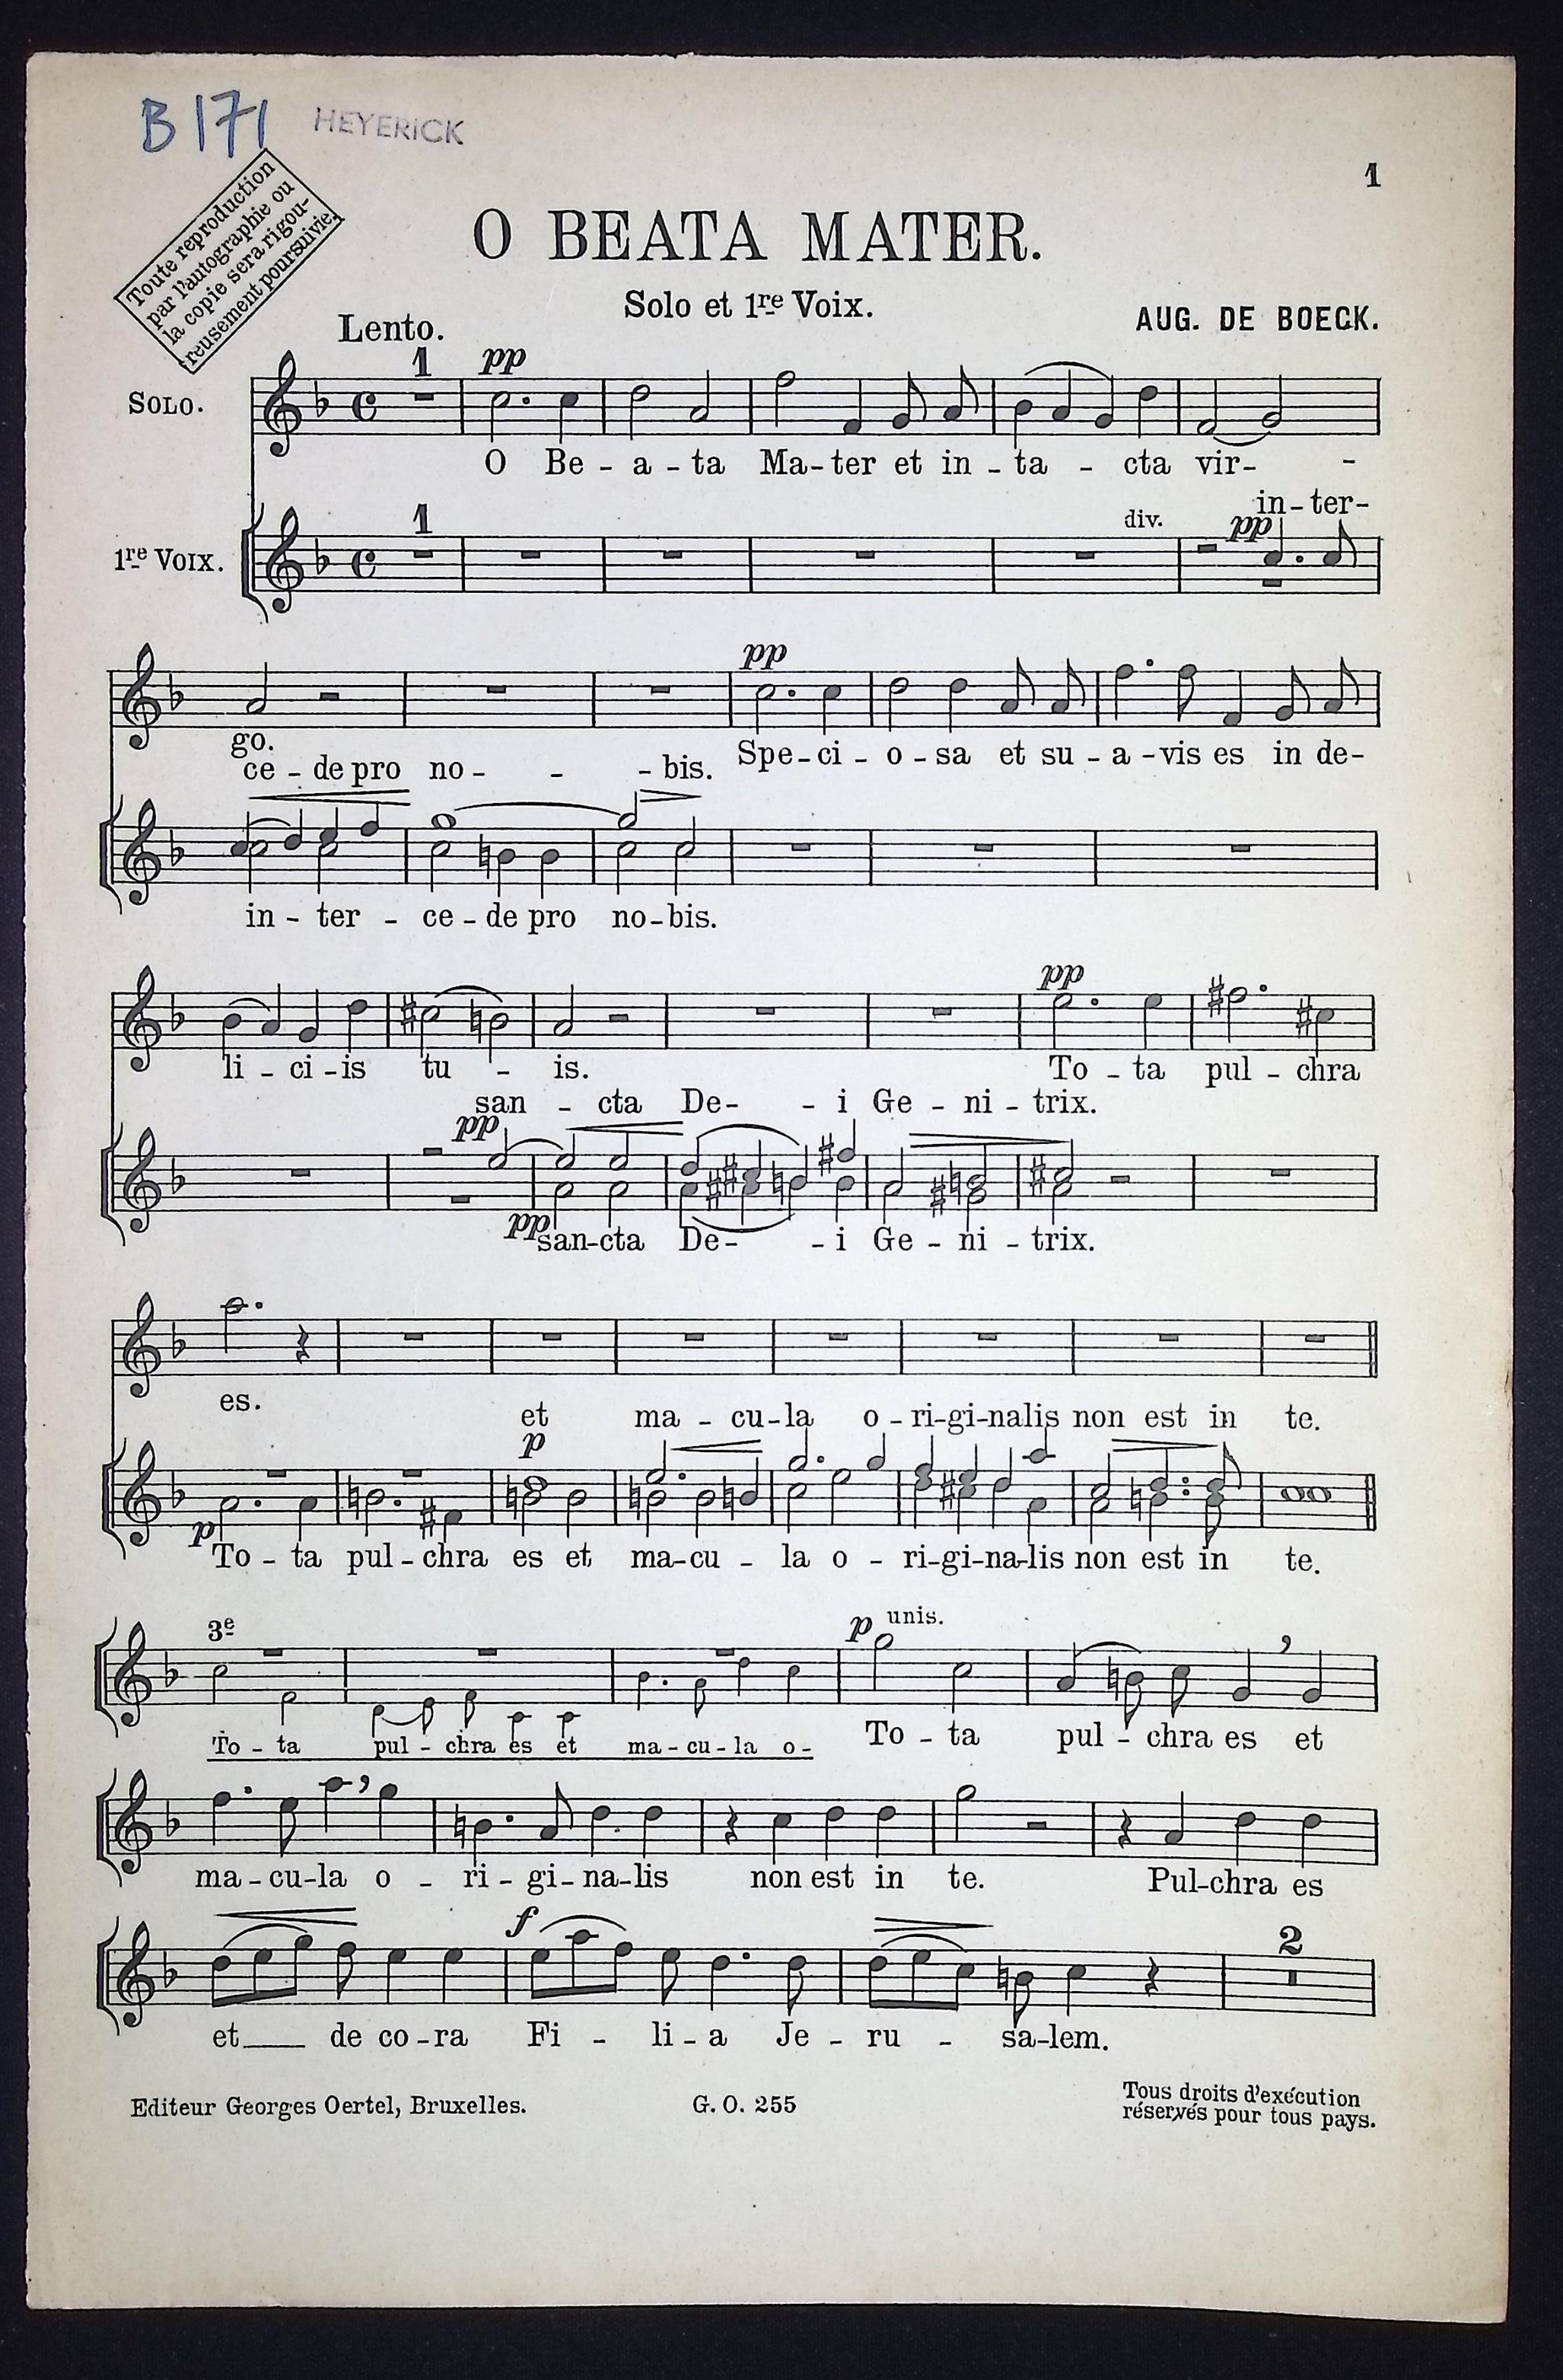 B 171 HEYERICK
1
Toute reproduction
par l'autographie ou
la copie sera rigou-
reusement poursuivie.
O BEATA MATER.
Solo et 1re Voix.
AUG. DE BOECK.
Lento.
1 pp
SOLO.
O Be - a - ta Ma - ter et in - ta - cta vir- -
in - ter-
1 div. pp
1re VOIX.
pp
go. Spe - ci - o - sa et su - a - vis es in de-
ce - de pro no - - - bis.
in - ter - ce - de pro no - bis.
pp
li - ci - is tu - is. To - ta pul - chra
san - cta De- - i Ge - ni - trix.
pp
pp
san-cta De- - i Ge - ni - trix.
es.
et ma - cu - la o - ri-gi-nalis non est in te.
p
p
To - ta pul - chra es et ma-cu - la o - ri-gi-na-lis non est in te.
3e p unis.
To - ta pul - chra es et ma - cu - la o - To - ta pul - chra es et
ma - cu-la o - ri - gi - na-lis non est in te. Pul-chra es
f 2
et de co - ra Fi - li - a Je - ru - sa-lem.
Editeur Georges Oertel, Bruxelles. G. O. 255 Tous droits d'exécution
réservés pour tous pays.